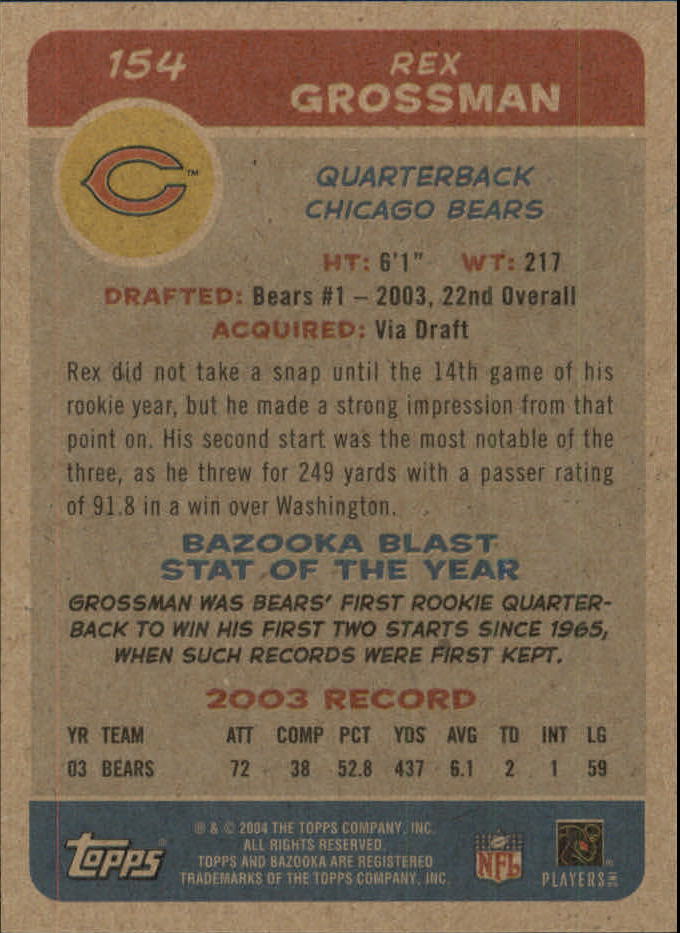 154
REX
GROSSMAN
TM
QUARTERBACK
CHICAGO BEARS
HT: 6'1" WT: 217
DRAFTED: Bears #1 – 2003, 22nd Overall
ACQUIRED: Via Draft
Rex did not take a snap until the 14th game of his
rookie year, but he made a strong impression from that
point on. His second start was the most notable of the
three, as he threw for 249 yards with a passer rating
of 91.8 in a win over Washington.
BAZOOKA BLAST
STAT OF THE YEAR
GROSSMAN WAS BEARS' FIRST ROOKIE QUARTER-
BACK TO WIN HIS FIRST TWO STARTS SINCE 1965,
WHEN SUCH RECORDS WERE FIRST KEPT.
2003 RECORD
YR TEAM ATT COMP PCT YDS AVG TD INT LG
03 BEARS 72 38 52.8 437 6.1 2 1 59
topps®
® & © 2004 THE TOPPS COMPANY, INC.
ALL RIGHTS RESERVED.
TOPPS AND BAZOOKA ARE REGISTERED
TRADEMARKS OF THE TOPPS COMPANY, INC.
NFL
PLAYERS